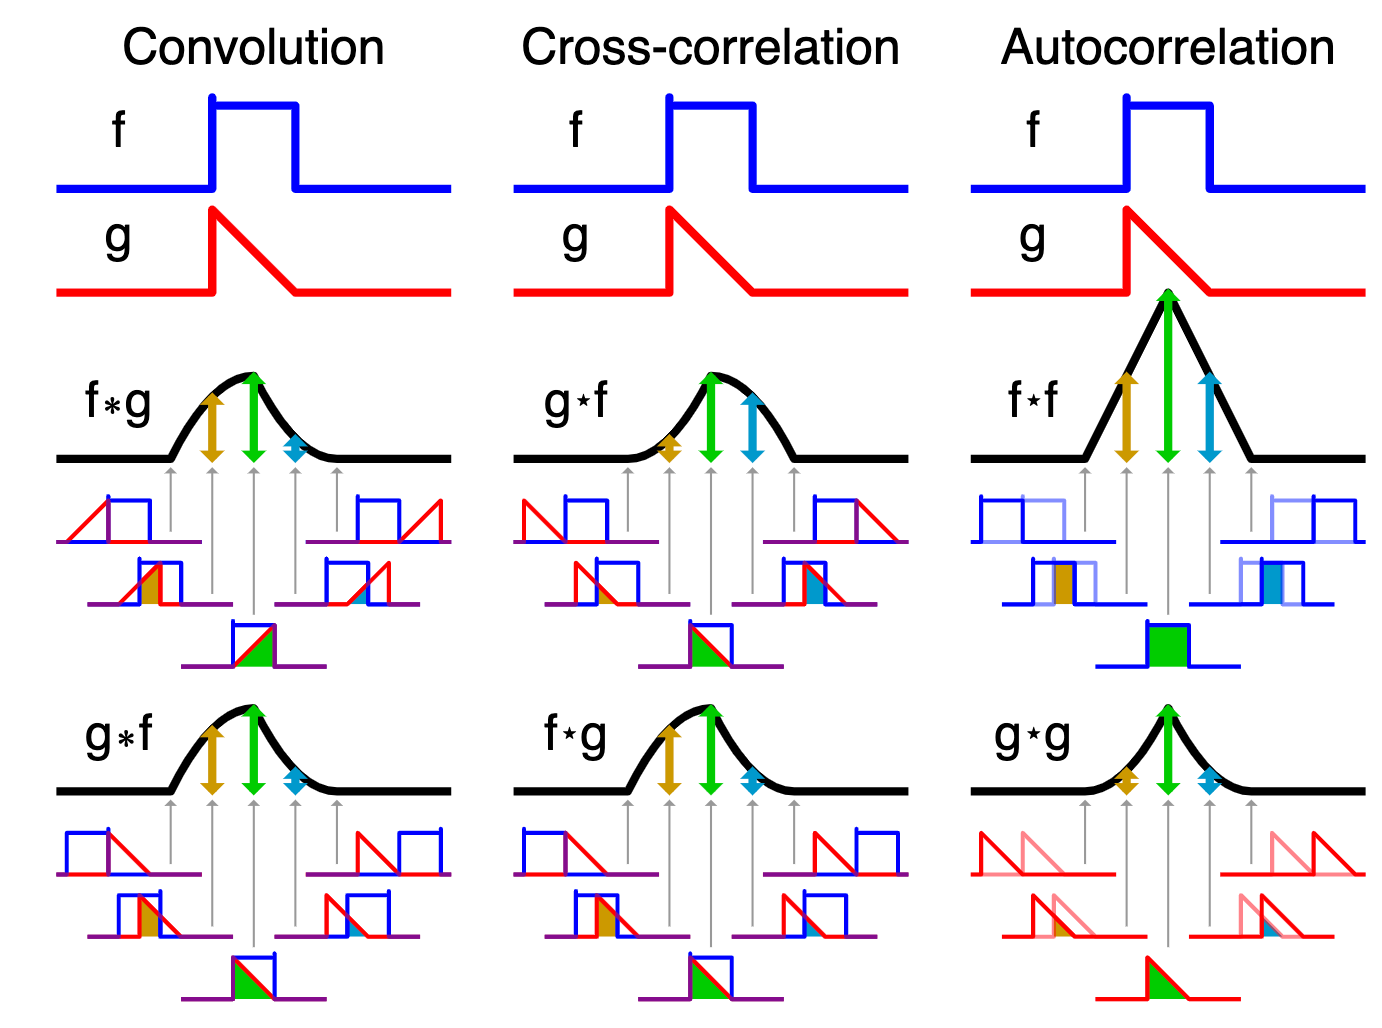 Convolution Cross-correlation Autocorrelation
f f f
g g g
f∗g g⋆f f⋆f
g∗f f⋆g g⋆g